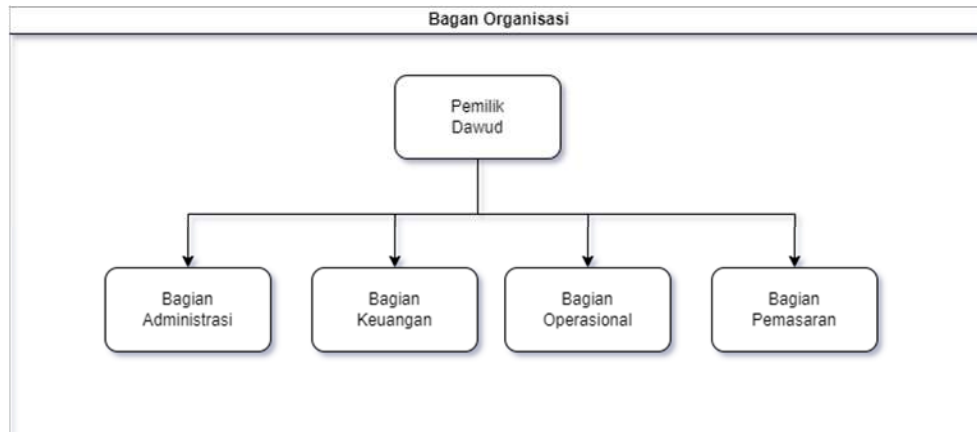 Bagan Organisasi
Pemilik
Dawud
Bagian
Administrasi
Bagian
Keuangan
Bagian
Operasional
Bagian
Pemasaran